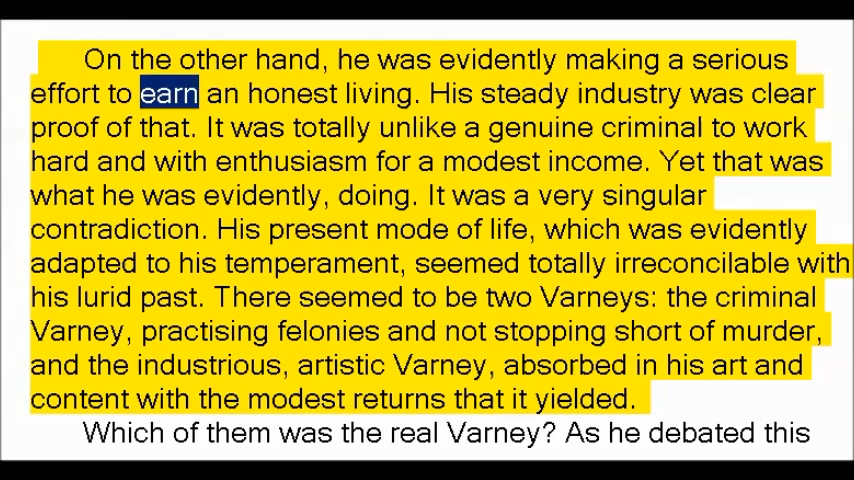 On the other hand, he was evidently making a serious
effort to earn an honest living. His steady industry was clear
proof of that. It was totally unlike a genuine criminal to work
hard and with enthusiasm for a modest income. Yet that was
what he was evidently, doing. It was a very singular
contradiction. His present mode of life, which was evidently
adapted to his temperament, seemed totally irreconcilable with
his lurid past. There seemed to be two Varneys: the criminal
Varney, practising felonies and not stopping short of murder,
and the industrious, artistic Varney, absorbed in his art and
content with the modest returns that it yielded.
Which of them was the real Varney? As he debated this